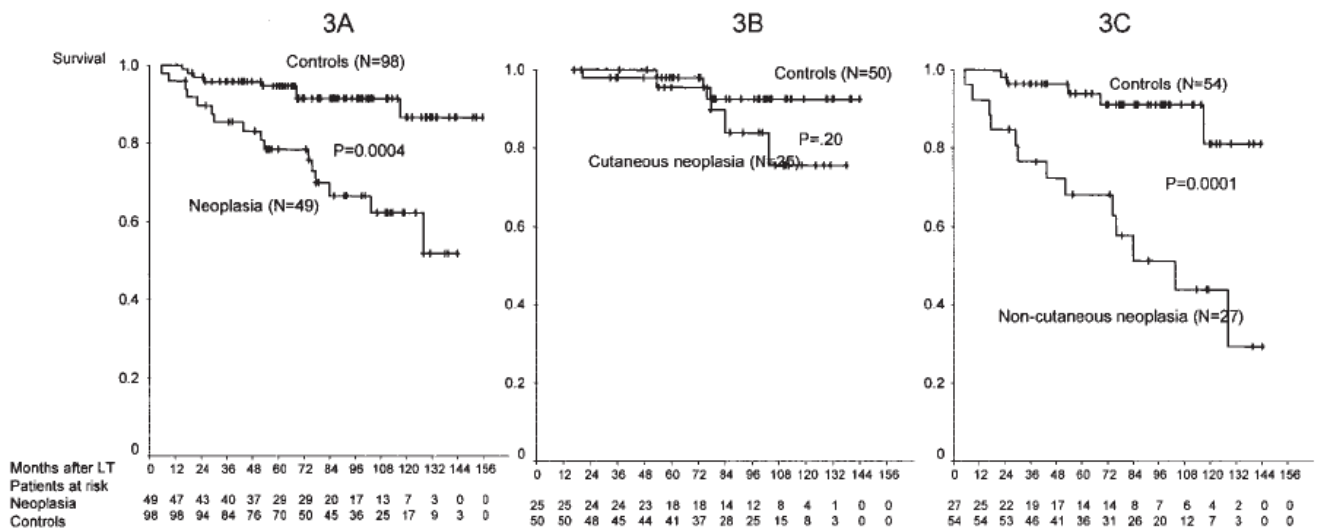 3A
Survival
1.0
0.8
0.6
0.4
0.2
0
Controls (N=98)
P=0.0004
Neoplasia (N=49)
3B
1.0
0.8
0.6
0.4
0.2
0
Controls (N=50)
P=.20
Cutaneous neoplasia (N=25)
3C
1.0
0.8
0.6
0.4
0.2
0
Controls (N=54)
P=0.0001
Non-cutaneous neoplasia (N=27)
Months after LT 0 12 24 36 48 60 72 84 96 108 120 132 144 156
Patients at risk
Neoplasia 49 47 43 40 37 29 29 20 17 13 7 3 0 0
Controls 98 98 94 84 76 70 50 45 36 25 17 9 3 0
0 12 24 36 48 60 72 84 96 108 120 132 144 156
25 25 24 24 23 18 18 14 12 8 4 1 0 0
50 50 48 45 44 41 37 28 25 15 8 3 0 0
0 12 24 36 48 60 72 84 96 108 120 132 144 156
27 25 22 19 17 14 14 8 7 6 4 2 0 0
54 54 53 46 41 36 31 26 20 12 7 2 0 0